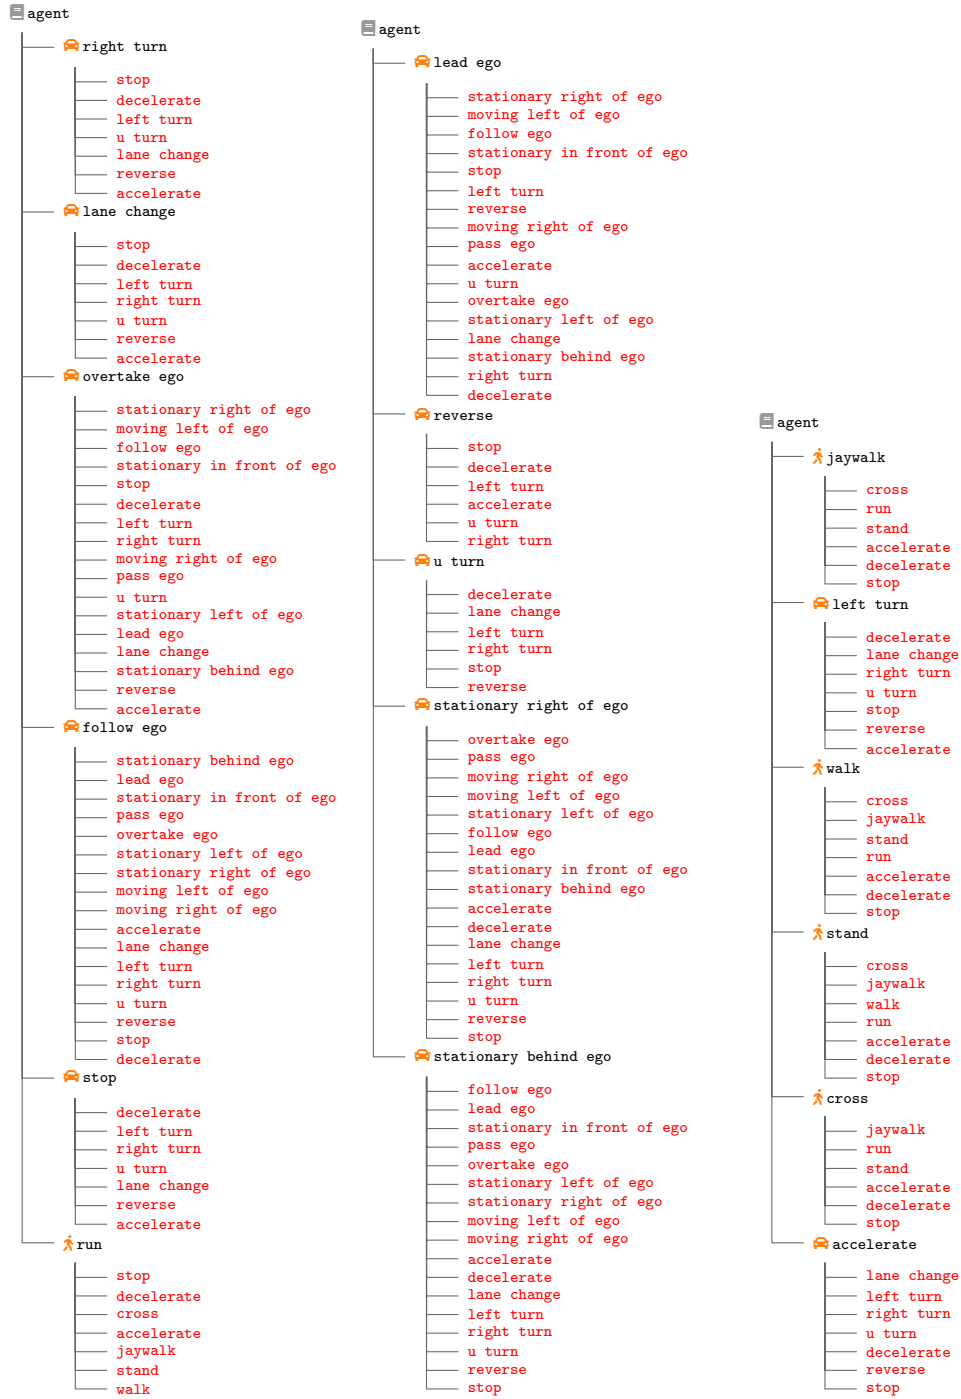 agent
right turn
stop
decelerate
left turn
u turn
lane change
reverse
accelerate
lane change
stop
decelerate
left turn
right turn
u turn
reverse
accelerate
overtake ego
stationary right of ego
moving left of ego
follow ego
stationary in front of ego
stop
decelerate
left turn
right turn
moving right of ego
pass ego
u turn
stationary left of ego
lead ego
lane change
stationary behind ego
reverse
accelerate
follow ego
stationary behind ego
lead ego
stationary in front of ego
pass ego
overtake ego
stationary left of ego
stationary right of ego
moving left of ego
moving right of ego
accelerate
lane change
left turn
right turn
u turn
reverse
stop
decelerate
stop
decelerate
left turn
right turn
u turn
lane change
reverse
accelerate
run
stop
decelerate
cross
accelerate
jaywalk
stand
walk
agent
lead ego
stationary right of ego
moving left of ego
follow ego
stationary in front of ego
stop
left turn
reverse
moving right of ego
pass ego
accelerate
u turn
overtake ego
stationary left of ego
lane change
stationary behind ego
right turn
decelerate
reverse
stop
decelerate
left turn
accelerate
u turn
right turn
u turn
decelerate
lane change
left turn
right turn
stop
reverse
stationary right of ego
overtake ego
pass ego
moving right of ego
moving left of ego
stationary left of ego
follow ego
lead ego
stationary in front of ego
stationary behind ego
accelerate
decelerate
lane change
left turn
right turn
u turn
reverse
stop
stationary behind ego
follow ego
lead ego
stationary in front of ego
pass ego
overtake ego
stationary left of ego
stationary right of ego
moving left of ego
moving right of ego
accelerate
decelerate
lane change
left turn
right turn
u turn
reverse
stop
agent
jaywalk
cross
run
stand
accelerate
decelerate
stop
left turn
decelerate
lane change
right turn
u turn
stop
reverse
accelerate
walk
cross
jaywalk
stand
run
accelerate
decelerate
stop
stand
cross
jaywalk
walk
run
accelerate
decelerate
stop
cross
jaywalk
run
stand
accelerate
decelerate
stop
accelerate
lane change
left turn
right turn
u turn
decelerate
reverse
stop